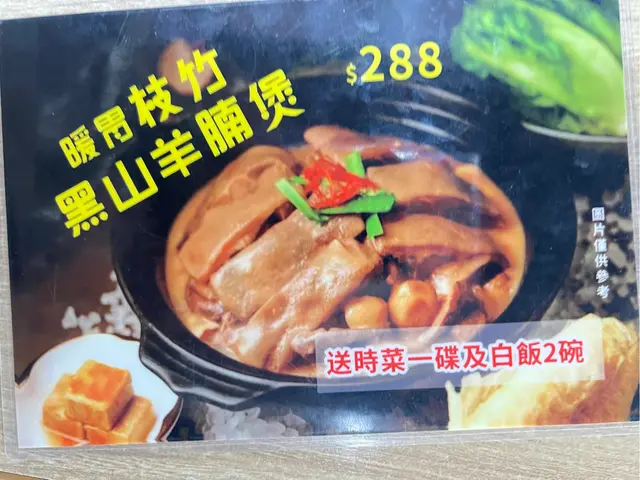 暖胃枝竹
黑山羊腩煲
$288
圖片僅供參考
送時菜一碟及白飯2碗